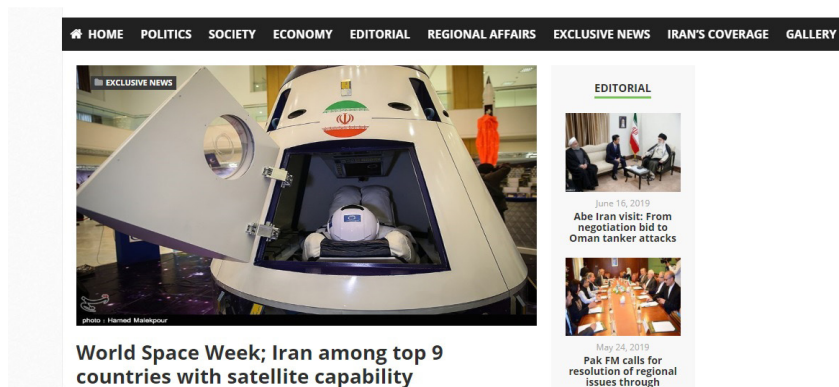 HOME POLITICS SOCIETY ECONOMY EDITORIAL REGIONAL AFFAIRS EXCLUSIVE NEWS IRAN'S COVERAGE GALLERY
EXCLUSIVE NEWS
photo : Hamed Malekpour
World Space Week; Iran among top 9
countries with satellite capability
EDITORIAL
June 16, 2019
Abe Iran visit: From
negotiation bid to
Oman tanker attacks
May 24, 2019
Pak FM calls for
resolution of regional
issues through